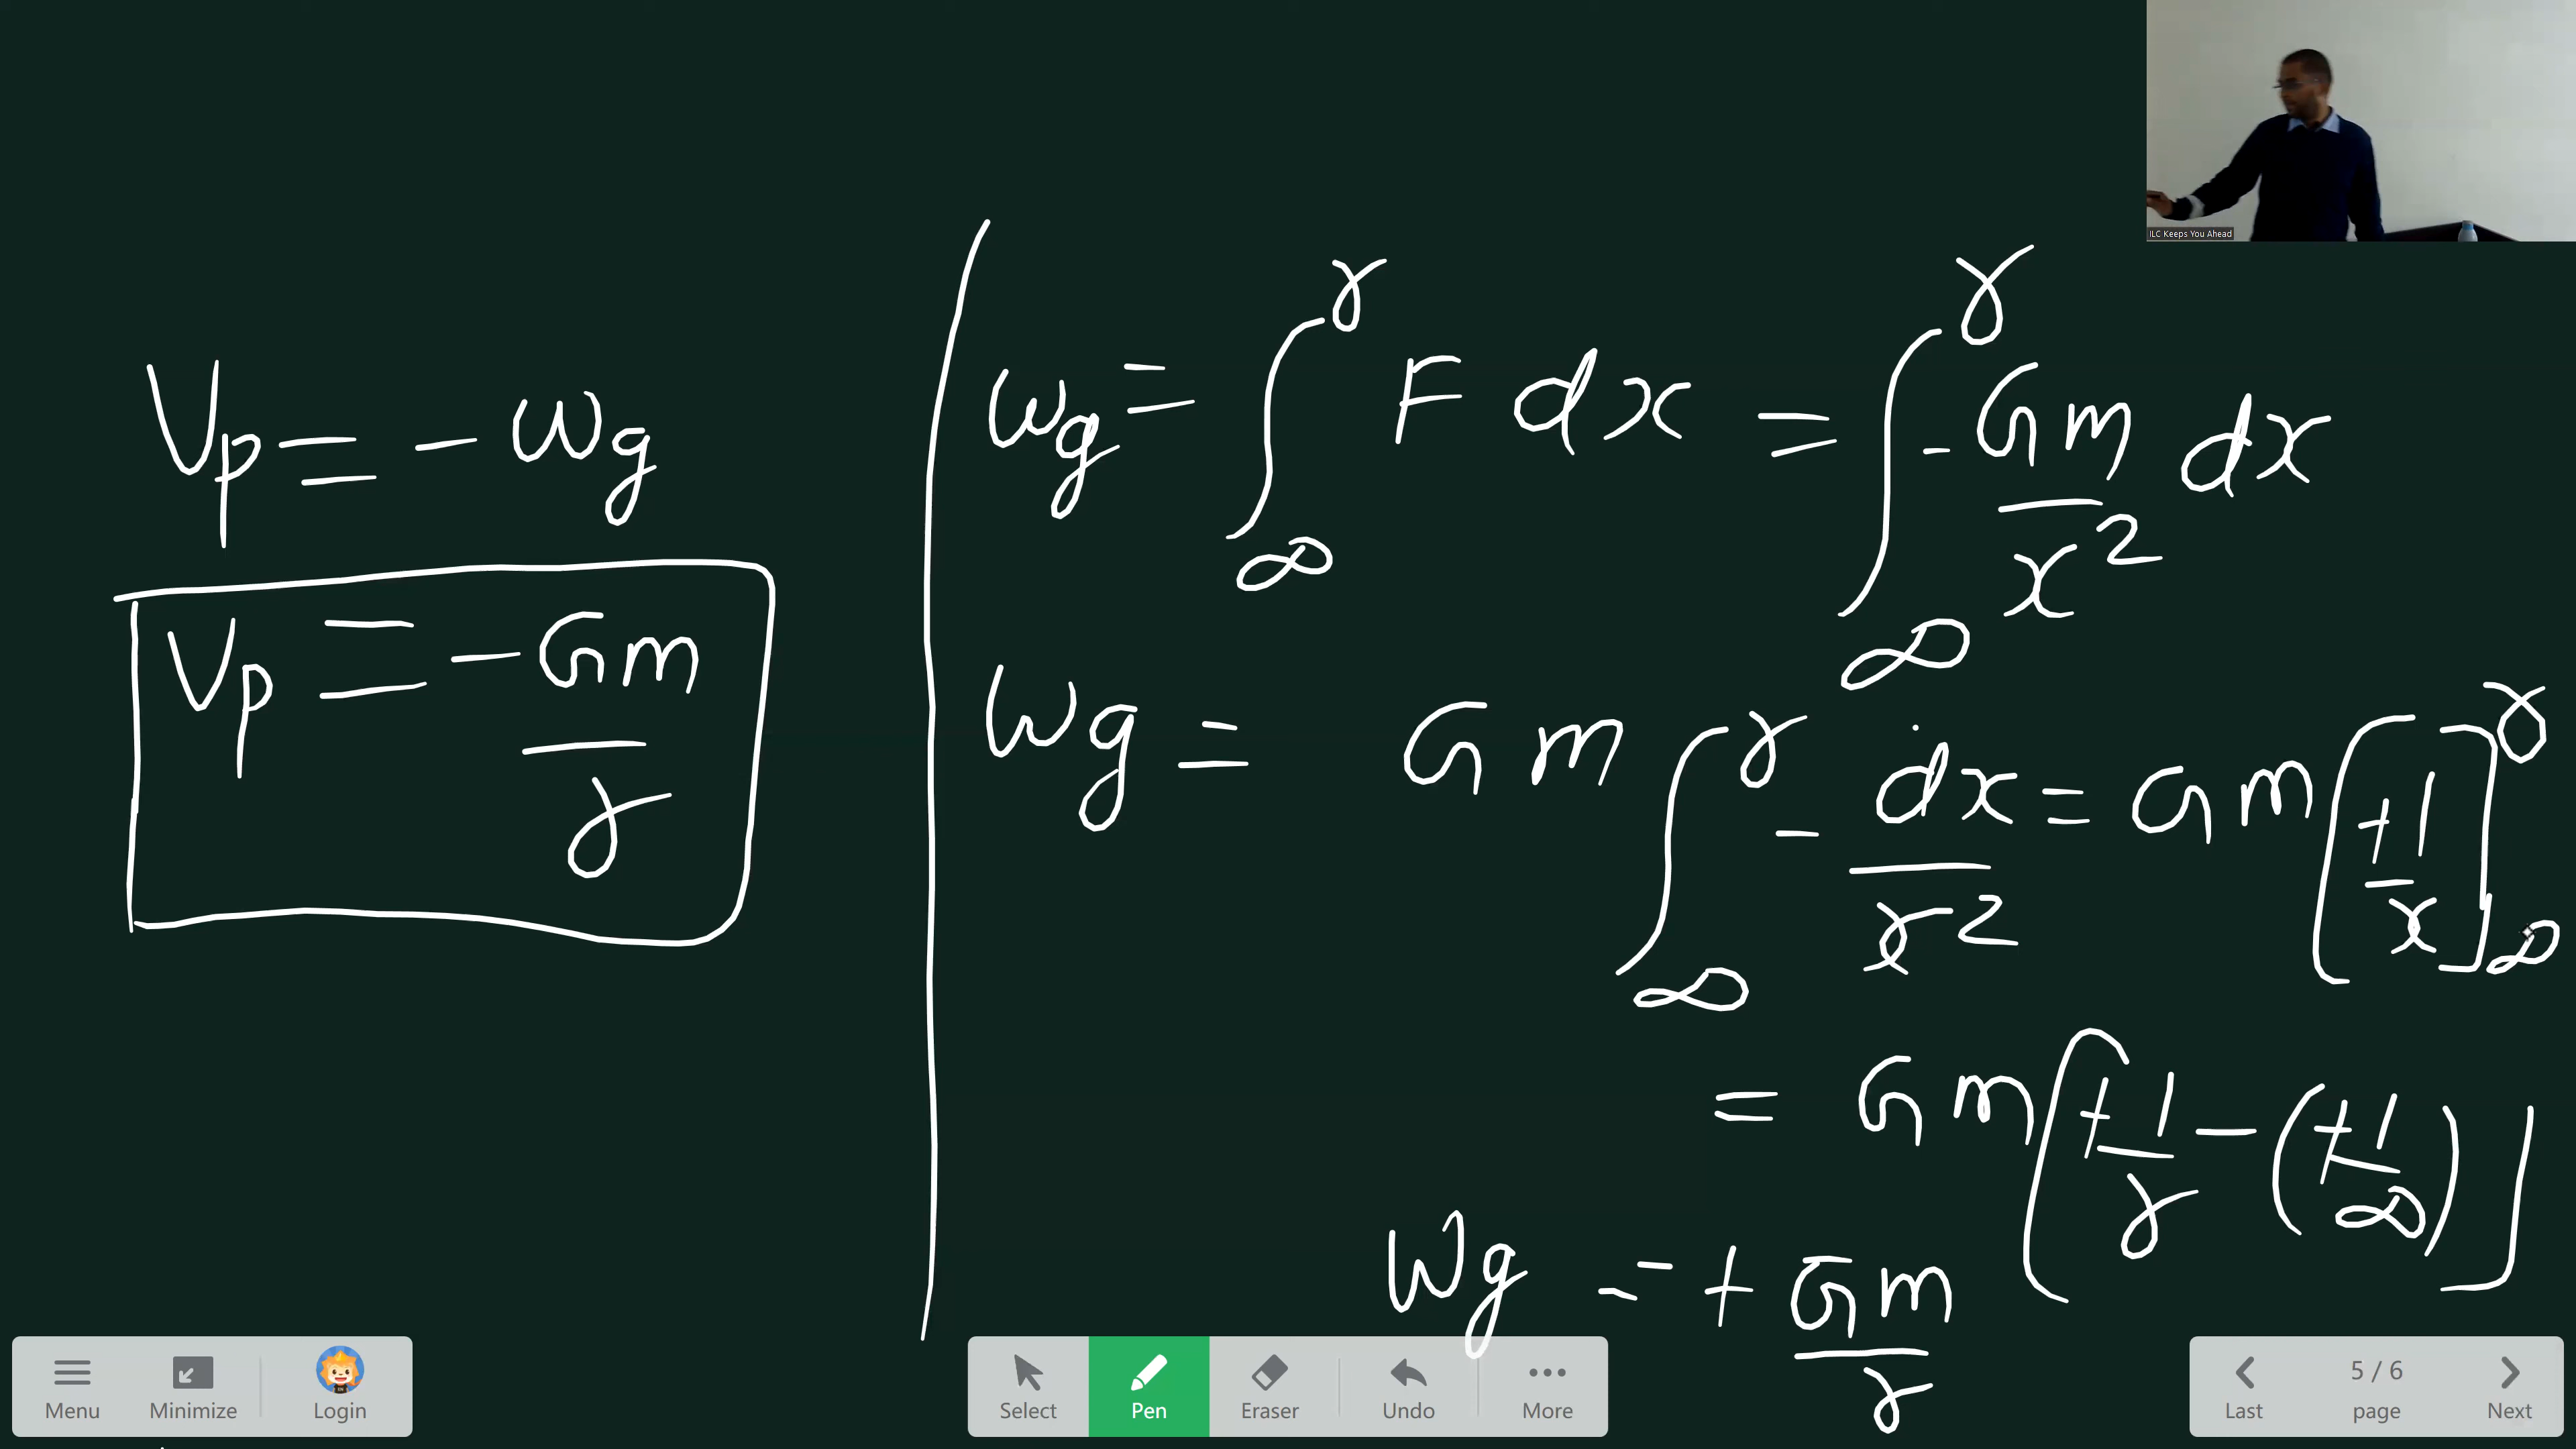 Vp = - Wg
Vp = - Gm/r
Wg = ∫_∞^r F dx = ∫_∞^r - Gm/x² dx
Wg = Gm ∫_∞^r - dx/x² = Gm [+1/x]_∞^r
= Gm [+1/r - (+1/∞)]
Wg = + Gm/r
ILC Keeps You Ahead
Menu Minimize Login
Select Pen Eraser Undo More
Last 5 / 6 page Next